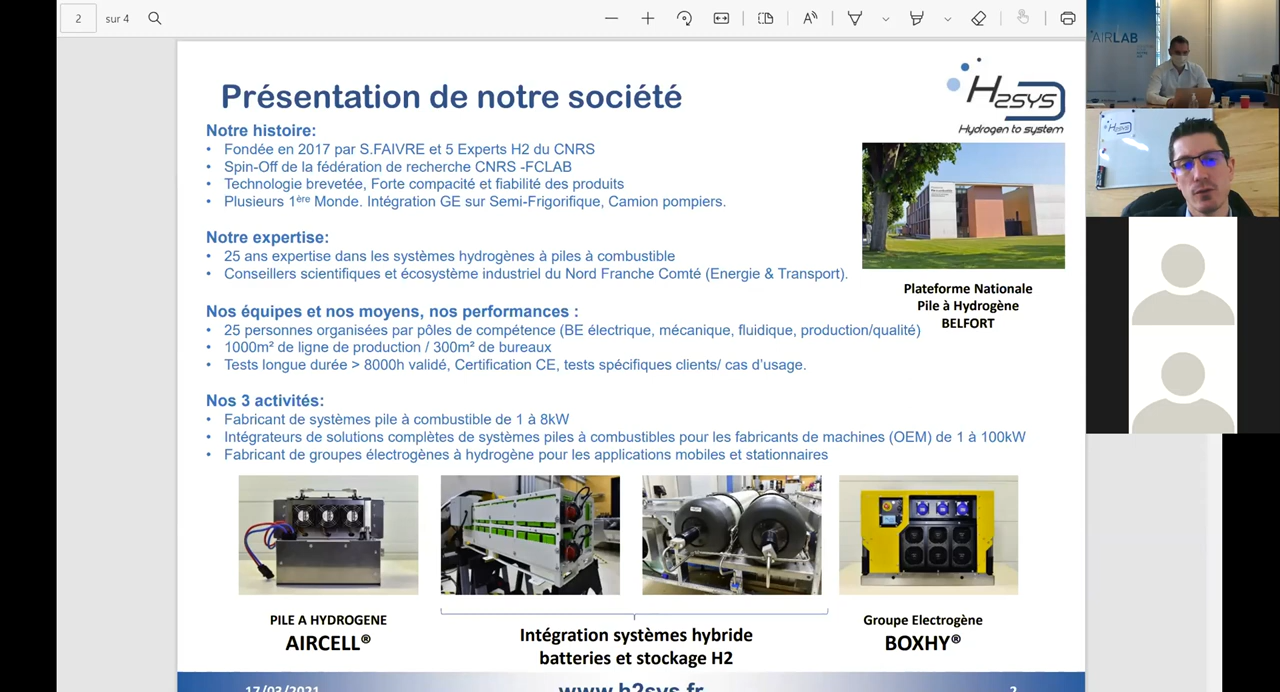 2 sur 4
AIRLAB
Présentation de notre société
H2SYS
Hydrogen to system
Notre histoire:
• Fondée en 2017 par S.FAIVRE et 5 Experts H2 du CNRS
• Spin-Off de la fédération de recherche CNRS -FCLAB
• Technologie brevetée, Forte compacité et fiabilité des produits
• Plusieurs 1ère Monde. Intégration GE sur Semi-Frigorifique, Camion pompiers.
Notre expertise:
• 25 ans expertise dans les systèmes hydrogènes à piles à combustible
• Conseillers scientifiques et écosystème industriel du Nord Franche Comté (Energie & Transport).
Plateforme Nationale
Pile à Hydrogène
BELFORT
Nos équipes et nos moyens, nos performances :
• 25 personnes organisées par pôles de compétence (BE électrique, mécanique, fluidique, production/qualité)
• 1000m² de ligne de production / 300m² de bureaux
• Tests longue durée > 8000h validé, Certification CE, tests spécifiques clients/ cas d’usage.
Nos 3 activités:
• Fabricant de systèmes pile à combustible de 1 à 8kW
• Intégrateurs de solutions complètes de systèmes piles à combustibles pour les fabricants de machines (OEM) de 1 à 100kW
• Fabricant de groupes électrogènes à hydrogène pour les applications mobiles et stationnaires
PILE A HYDROGENE
AIRCELL®
Intégration systèmes hybride
batteries et stockage H2
Groupe Electrogène
BOXHY®
17/03/2021
www.h2sys.fr
2